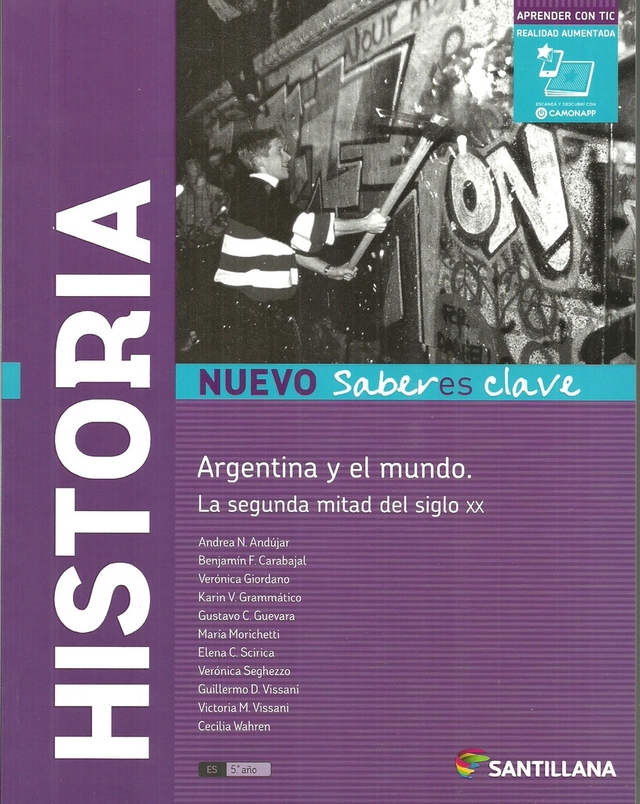 APRENDER CON TIC
REALIDAD AUMENTADA
ESCANEÁ Y DESCUBRÍ CON
CAMONAPP
ON!
HISTORIA
NUEVO Saberes clave
Argentina y el mundo.
La segunda mitad del siglo XX
Andrea N. Andújar
Benjamín F. Carabajal
Verónica Giordano
Karin V. Grammático
Gustavo C. Guevara
María Morichetti
Elena C. Scirica
Verónica Seghezzo
Guillermo D. Vissani
Victoria M. Vissani
Cecilia Wahren
ES 5.° año
SANTILLANA